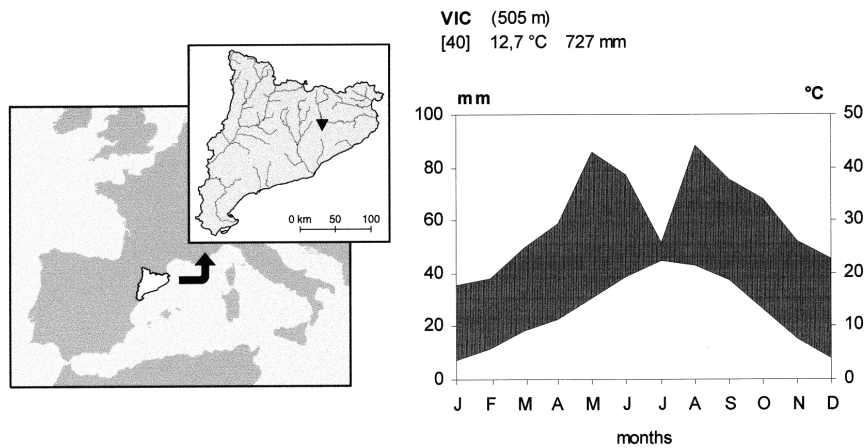 VIC (505 m)
[40] 12,7 °C 727 mm
0 km 50 100
mm °C
100 50
80 40
60 30
40 20
20 10
0 0
J F M A M J J A S O N D
months